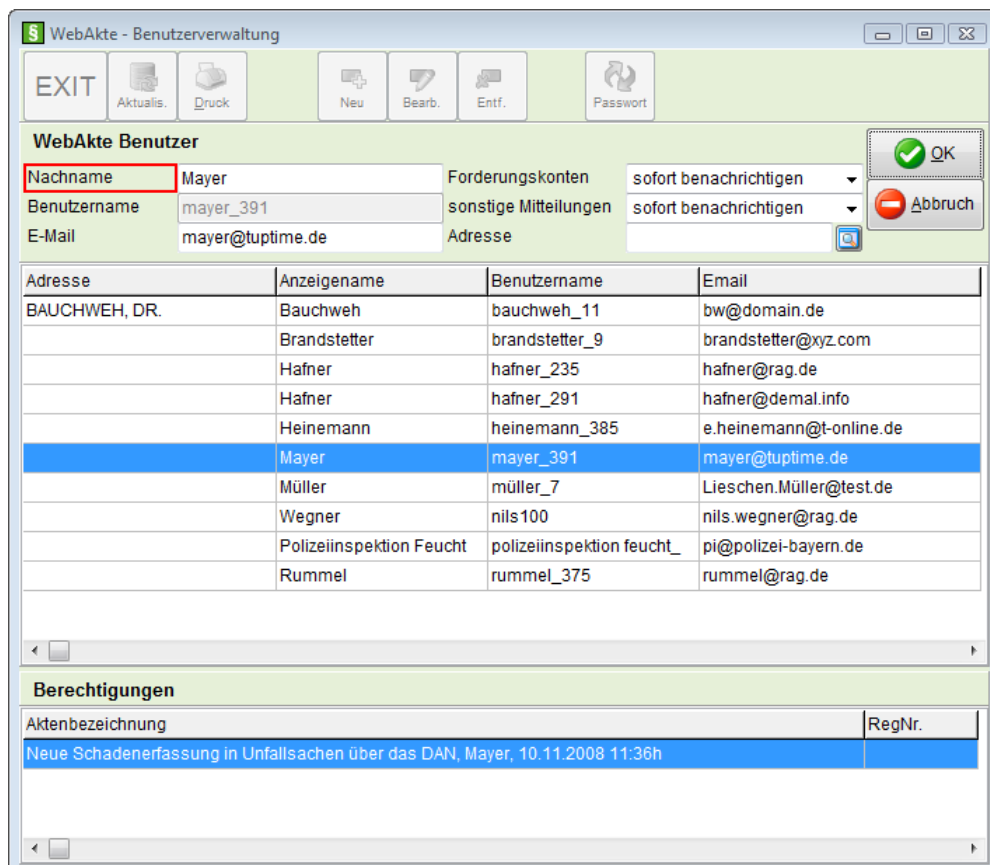 § WebAkte - Benutzerverwaltung
EXIT Aktualis. Druck Neu Bearb. Entf. Passwort
WebAkte Benutzer
OK
Nachname Mayer Forderungskonten sofort benachrichtigen
Benutzername mayer_391 sonstige Mitteilungen sofort benachrichtigen
Abbruch
E-Mail mayer@tuptime.de Adresse
Adresse Anzeigename Benutzername Email
BAUCHWEH, DR. Bauchweh bauchweh_11 bw@domain.de
Brandstetter brandstetter_9 brandstetter@xyz.com
Hafner hafner_235 hafner@rag.de
Hafner hafner_291 hafner@demal.info
Heinemann heinemann_385 e.heinemann@t-online.de
Mayer mayer_391 mayer@tuptime.de
Müller müller_7 Lieschen.Müller@test.de
Wegner nils100 nils.wegner@rag.de
Polizeiinspektion Feucht polizeiinspektion feucht_ pi@polizei-bayern.de
Rummel rummel_375 rummel@rag.de
Berechtigungen
Aktenbezeichnung RegNr.
Neue Schadenerfassung in Unfallsachen über das DAN, Mayer, 10.11.2008 11:36h